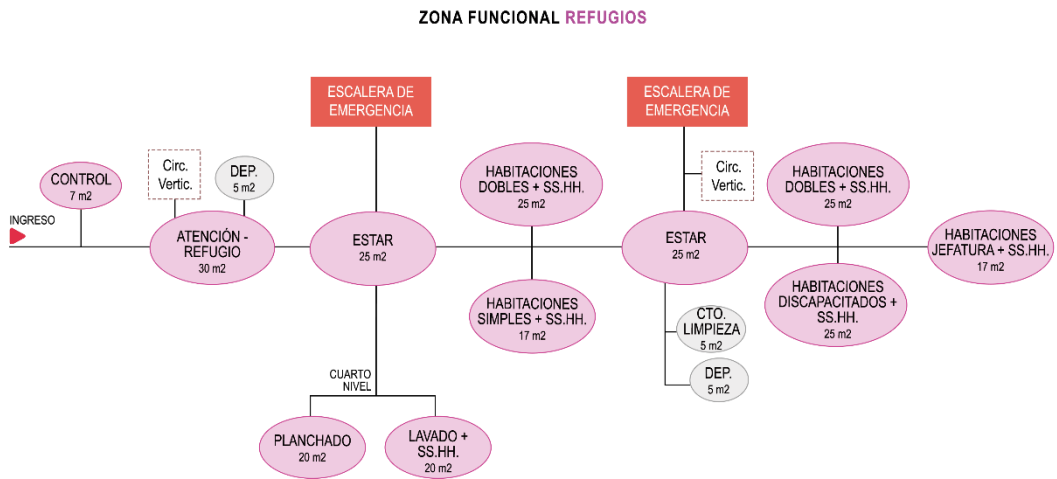 ZONA FUNCIONAL REFUGIOS
ESCALERA DE
EMERGENCIA
ESCALERA DE
EMERGENCIA
INGRESO
CONTROL
7 m2
Circ.
Vertic.
DEP.
5 m2
ATENCIÓN -
REFUGIO
30 m2
ESTAR
25 m2
HABITACIONES
DOBLES + SS.HH.
25 m2
HABITACIONES
SIMPLES + SS.HH.
17 m2
Circ.
Vertic.
ESTAR
25 m2
HABITACIONES
DOBLES + SS.HH.
25 m2
HABITACIONES
DISCAPACITADOS +
SS.HH.
25 m2
HABITACIONES
JEFATURA + SS.HH.
17 m2
CTO.
LIMPIEZA
5 m2
DEP.
5 m2
CUARTO
NIVEL
PLANCHADO
20 m2
LAVADO +
SS.HH.
20 m2